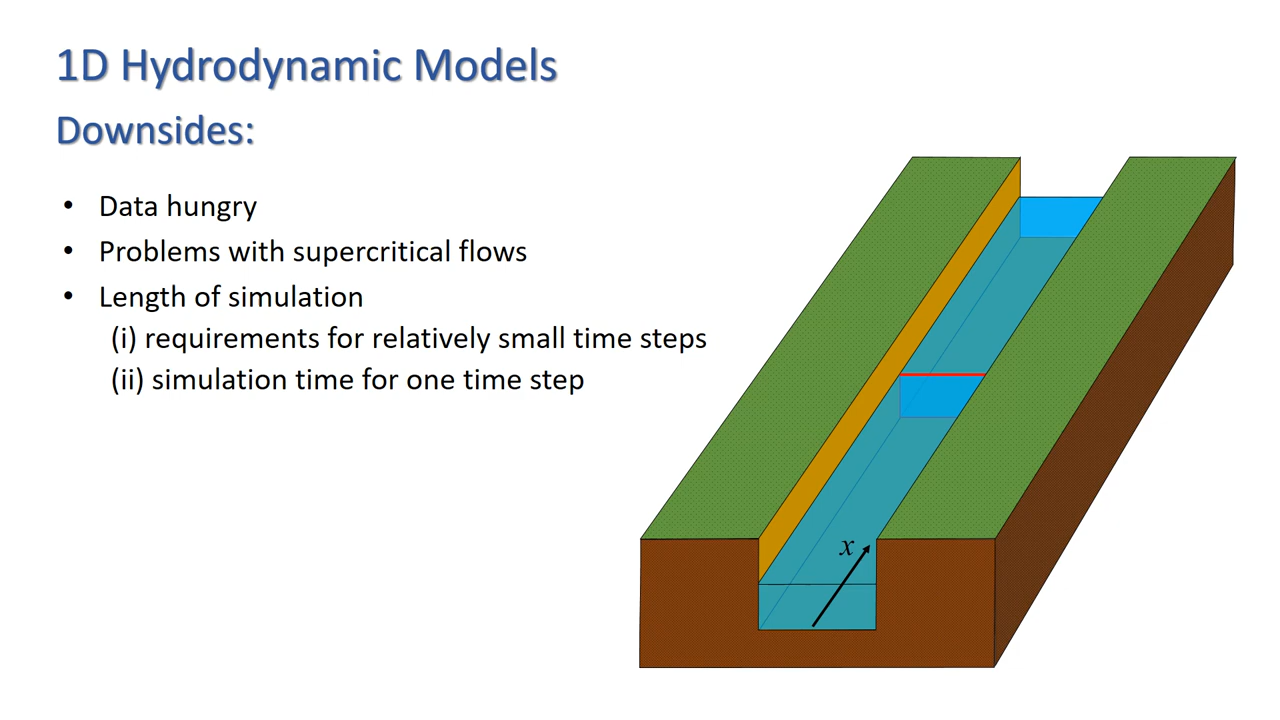 1D Hydrodynamic Models
Downsides:
• Data hungry
• Problems with supercritical flows
• Length of simulation
(i) requirements for relatively small time steps
(ii) simulation time for one time step
x